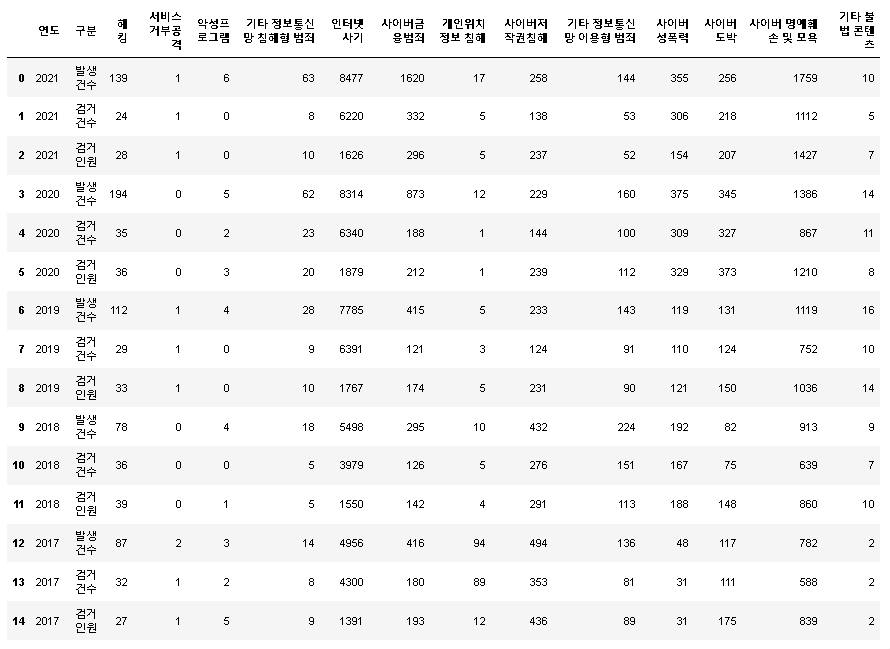 연도 구분 해킹 서비스거부공격 악성프로그램 기타 정보통신망 침해형 범죄 인터넷사기 사이버금융범죄 개인위치정보 침해 사이버저작권침해 기타 정보통신망 이용형 범죄 사이버성폭력 사이버도박 사이버 명예훼손 및 모욕 기타 불법 콘텐츠
0 2021 발생건수 139 1 6 63 8477 1620 17 258 144 355 256 1759 10
1 2021 검거건수 24 1 0 8 6220 332 5 138 53 306 218 1112 5
2 2021 검거인원 28 1 0 10 1626 296 5 237 52 154 207 1427 7
3 2020 발생건수 194 0 5 62 8314 873 12 229 160 375 345 1386 14
4 2020 검거건수 35 0 2 23 6340 188 1 144 100 309 327 867 11
5 2020 검거인원 36 0 3 20 1879 212 1 239 112 329 373 1210 8
6 2019 발생건수 112 1 4 28 7785 415 5 233 143 119 131 1119 16
7 2019 검거건수 29 1 0 9 6391 121 3 124 91 110 124 752 10
8 2019 검거인원 33 1 0 10 1767 174 5 231 90 121 150 1036 14
9 2018 발생건수 78 0 4 18 5498 295 10 432 224 192 82 913 9
10 2018 검거건수 36 0 0 5 3979 126 5 276 151 167 75 639 7
11 2018 검거인원 39 0 1 5 1550 142 4 291 113 188 148 860 10
12 2017 발생건수 87 2 3 14 4956 416 94 494 136 48 117 782 2
13 2017 검거건수 32 1 2 8 4300 180 89 353 81 31 111 588 2
14 2017 검거인원 27 1 5 9 1391 193 12 436 89 31 175 839 2